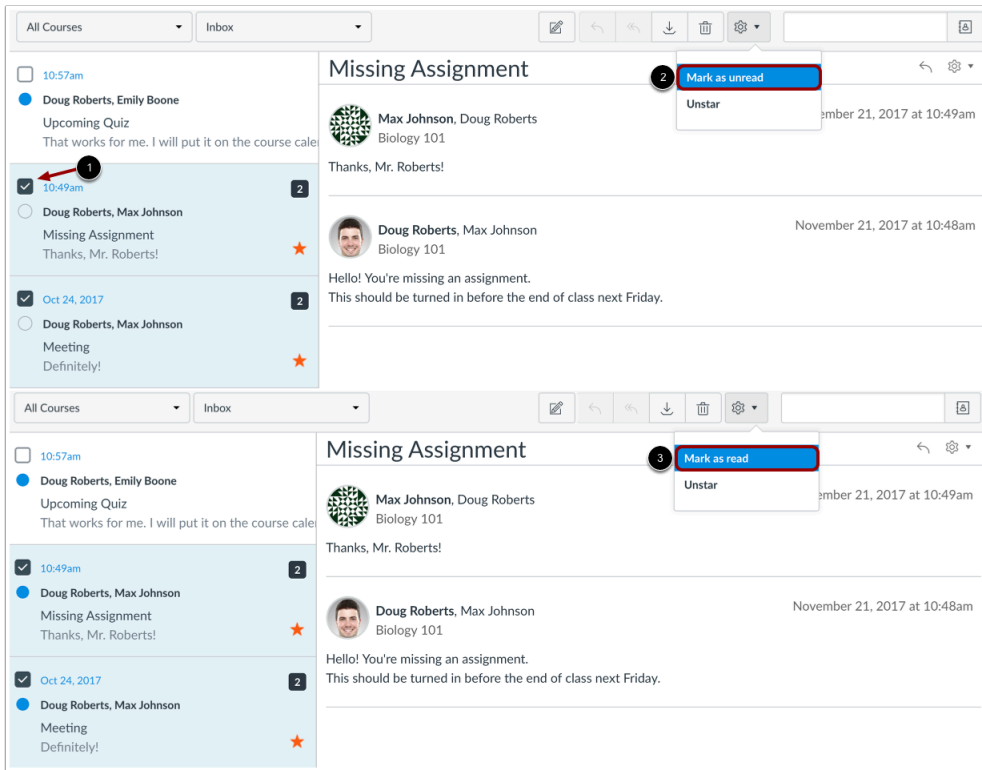 All Courses
Inbox
10:57am
Doug Roberts, Emily Boone
Upcoming Quiz
That works for me. I will put it on the course cale
1
10:49am
2
Doug Roberts, Max Johnson
Missing Assignment
Thanks, Mr. Roberts!
Oct 24, 2017
2
Doug Roberts, Max Johnson
Meeting
Definitely!
Missing Assignment
2
Mark as unread
Unstar
Max Johnson, Doug Roberts
ember 21, 2017 at 10:49am
Biology 101
Thanks, Mr. Roberts!
Doug Roberts, Max Johnson
November 21, 2017 at 10:48am
Biology 101
Hello! You're missing an assignment.
This should be turned in before the end of class next Friday.
All Courses
Inbox
10:57am
Doug Roberts, Emily Boone
Upcoming Quiz
That works for me. I will put it on the course cale
10:49am
2
Doug Roberts, Max Johnson
Missing Assignment
Thanks, Mr. Roberts!
Oct 24, 2017
2
Doug Roberts, Max Johnson
Meeting
Definitely!
Missing Assignment
3
Mark as read
Unstar
Max Johnson, Doug Roberts
ember 21, 2017 at 10:49am
Biology 101
Thanks, Mr. Roberts!
Doug Roberts, Max Johnson
November 21, 2017 at 10:48am
Biology 101
Hello! You're missing an assignment.
This should be turned in before the end of class next Friday.